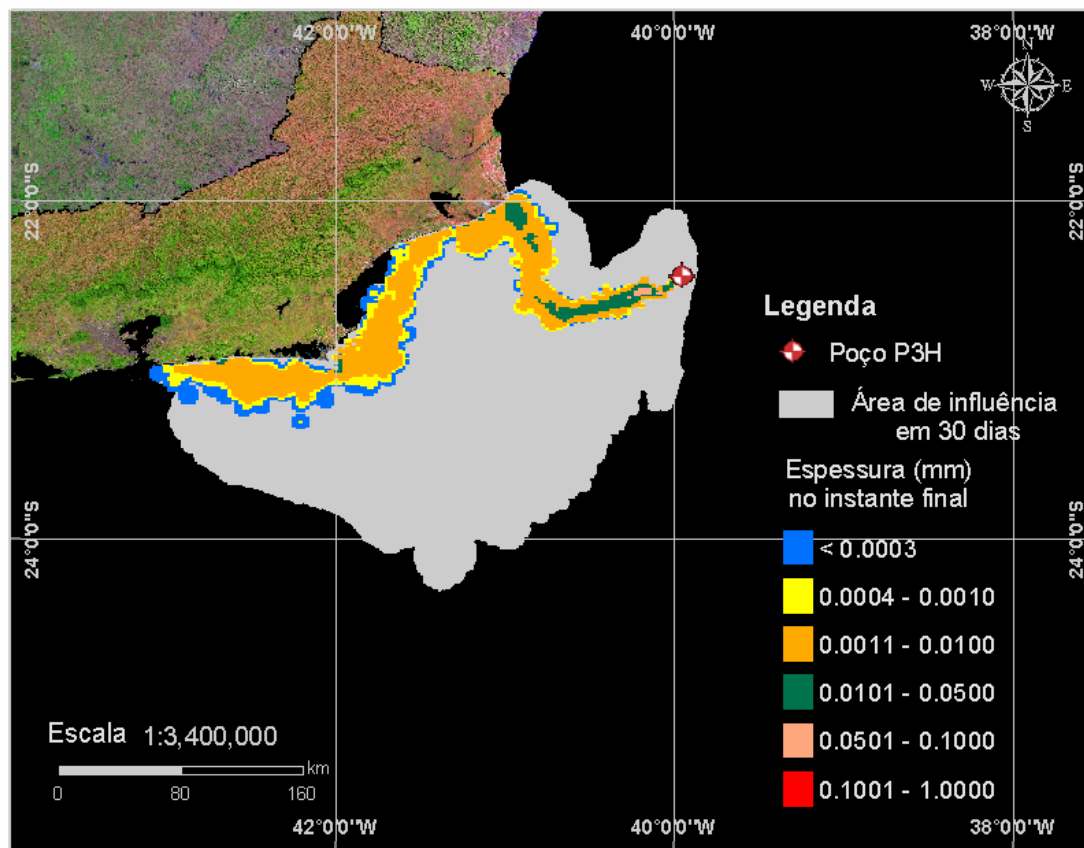 42°0'0"W
40°0'0"W
38°0'0"W
N
W
E
S
22°0'0"S
22°0'0"S
Legenda
Poço P3H
Área de influência
em 30 dias
Espessura (mm)
no instante final
24°0'0"S
24°0'0"S
< 0.0003
0.0004 - 0.0010
0.0011 - 0.0100
0.0101 - 0.0500
0.0501 - 0.1000
0.1001 - 1.0000
Escala 1:3,400,000
km
0 80 160
42°0'0"W
40°0'0"W
38°0'0"W